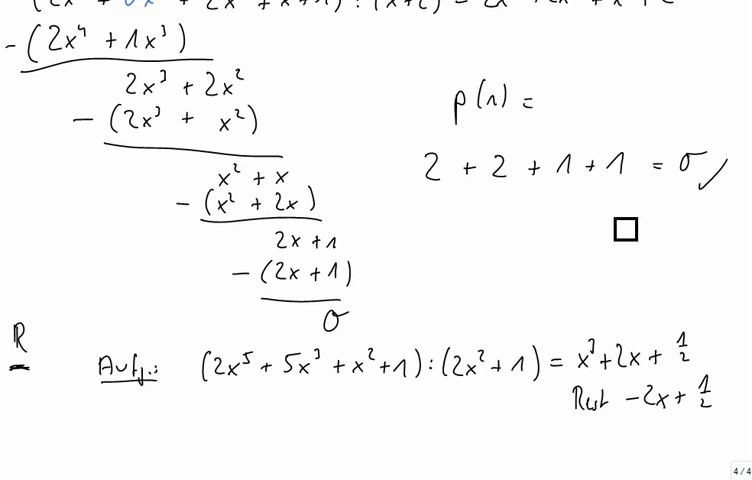 - (2x⁴ + 1x³)
2x³ + 2x²
- (2x³ + x²)
p(1) =
2 + 2 + 1 + 1 = 0 ✓
x² + x
- (x² + 2x)
2x + 1
- (2x + 1)
0
R
Aufg.: (2x⁵ + 5x³ + x² + 1) : (2x² + 1) = x³ + 2x + 1/2
Rest -2x + 1/2
4 / 4